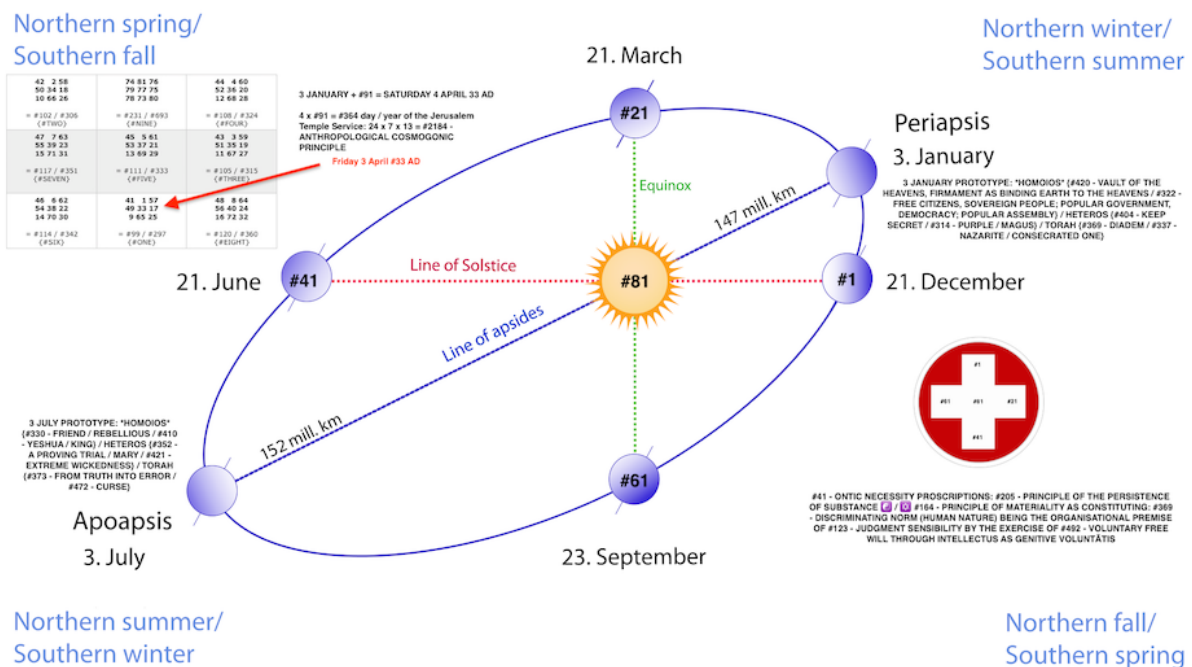 Northern spring/
Southern fall
Northern winter/
Southern summer
21. March
42 2 58
50 34 18
10 66 26
= #102 / #306
{#TWO}
74 81 76
79 77 75
78 73 80
= #231 / #693
{#NINE}
44 4 60
52 36 20
12 68 28
= #108 / #324
{#FOUR}
47 7 63
55 39 23
15 71 31
= #117 / #351
{#SEVEN}
45 5 61
53 37 21
13 69 29
= #111 / #333
{#FIVE}
43 3 59
51 35 19
11 67 27
= #105 / #315
{#THREE}
46 6 62
54 38 22
14 70 30
= #114 / #342
{#SIX}
41 1 57
49 33 17
9 65 25
= #99 / #297
{#ONE}
48 8 64
56 40 24
16 72 32
= #120 / #360
{#EIGHT}
3 JANUARY + #91 = SATURDAY 4 APRIL 33 AD
4 x #91 = #364 day / year of the Jerusalem
Temple Service: 24 x 7 x 13 = #2184 -
ANTHROPOLOGICAL COSMOGONIC
PRINCIPLE
Friday 3 April #33 AD
#21
Periapsis
3. January
3 JANUARY PROTOTYPE: *HOMOIOS* {#420 - VAULT OF THE
HEAVENS, FIRMAMENT AS BINDING EARTH TO THE HEAVENS / #322 -
FREE CITIZENS, SOVEREIGN PEOPLE; POPULAR GOVERNMENT,
DEMOCRACY; POPULAR ASSEMBLY} / HETEROS {#404 - KEEP
SECRET / #314 - PURPLE / MAGUS} / TORAH {#369 - DIADEM / #337 -
NAZARITE / CONSECRATED ONE}
Equinox
147 mill. km
21. June
#41
Line of Solstice
#81
#1
21. December
Line of apsides
152 mill. km
3 JULY PROTOTYPE: *HOMOIOS*
{#330 - FRIEND / REBELLIOUS / #410
- YESHUA / KING} / HETEROS {#352 -
A PROVING TRIAL / MARY / #421 -
EXTREME WICKEDNESS} / TORAH
{#373 - FROM TRUTH INTO ERROR /
#472 - CURSE}
#1
#81
#21
#41
#61
Apoapsis
3. July
23. September
#41 - ONTIC NECESSITY PROSCRIPTIONS: #205 - PRINCIPLE OF THE PERSISTENCE
OF SUBSTANCE / #164 - PRINCIPLE OF MATERIALITY AS CONSTITUTING: #369
- DISCRIMINATING NORM (HUMAN NATURE) BEING THE ORGANISATIONAL PREMISE
OF #123 - JUDGMENT SENSIBILITY BY THE EXERCISE OF #492 - VOLUNTARY FREE
WILL THROUGH INTELLECTUS AS GENITIVE VOLUNTĀTIS
Northern summer/
Southern winter
Northern fall/
Southern spring